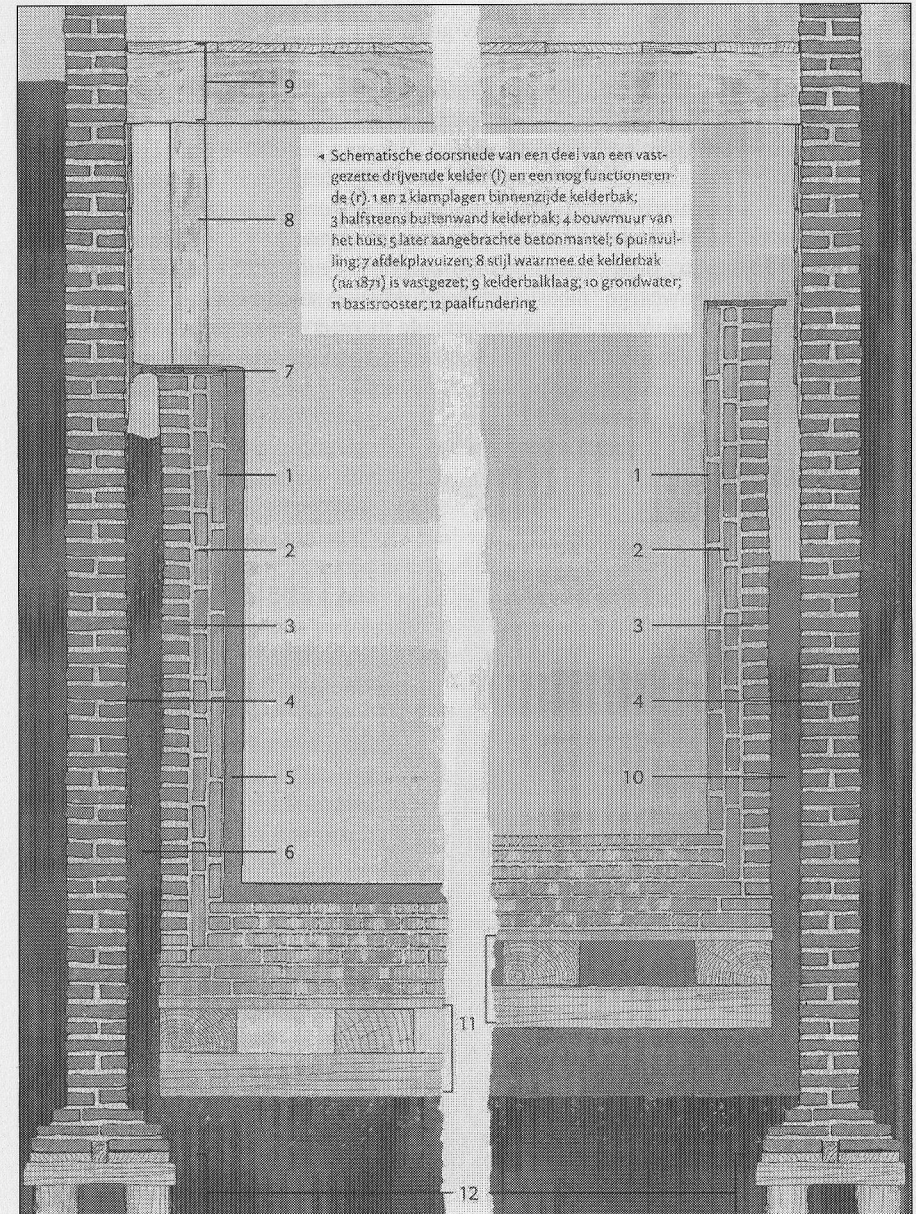 9
◂ Schematische doorsnede van een deel van een vast-
gezette drijvende kelder (l) en een nog functioneren-
de (r). 1 en 2 klamplagen binnenzijde kelderbak;
3 halfsteens buitenwand kelderbak; 4 bouwmuur van
het huis; 5 later aangebrachte betonmantel; 6 puinvul-
ling; 7 afdekplavuizen; 8 stijl waarmee de kelderbak
(na 1871) is vastgezet; 9 kelderbalklaag; 10 grondwater;
11 basisrooster; 12 paalfundering.
8
7
1 1
2 2
3 3
4 4
5 10
6
11
12